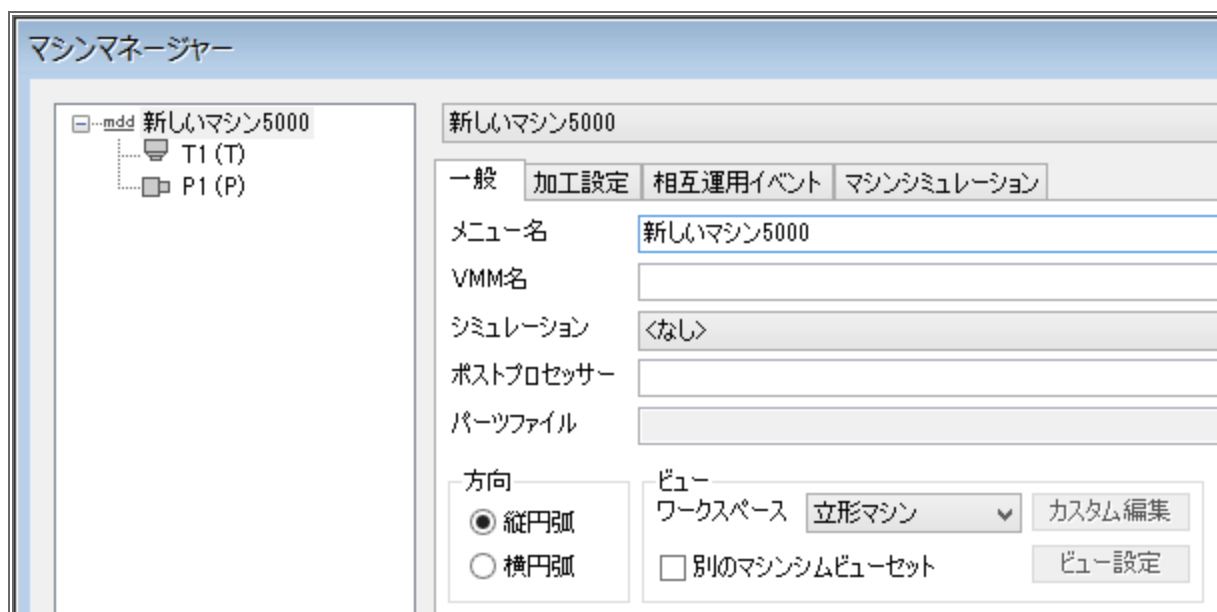 マシンマネージャー
mdd 新しいマシン5000
T1 (T)
P1 (P)
新しいマシン5000
一般 加工設定 相互運用イベント マシンシミュレーション
メニュー名 新しいマシン5000
VMM名
シミュレーション <なし>
ポストプロセッサー
パーツファイル
方向
縦円弧
横円弧
ビュー
ワークスペース 立形マシン カスタム編集
別のマシンシムビューセット ビュー設定